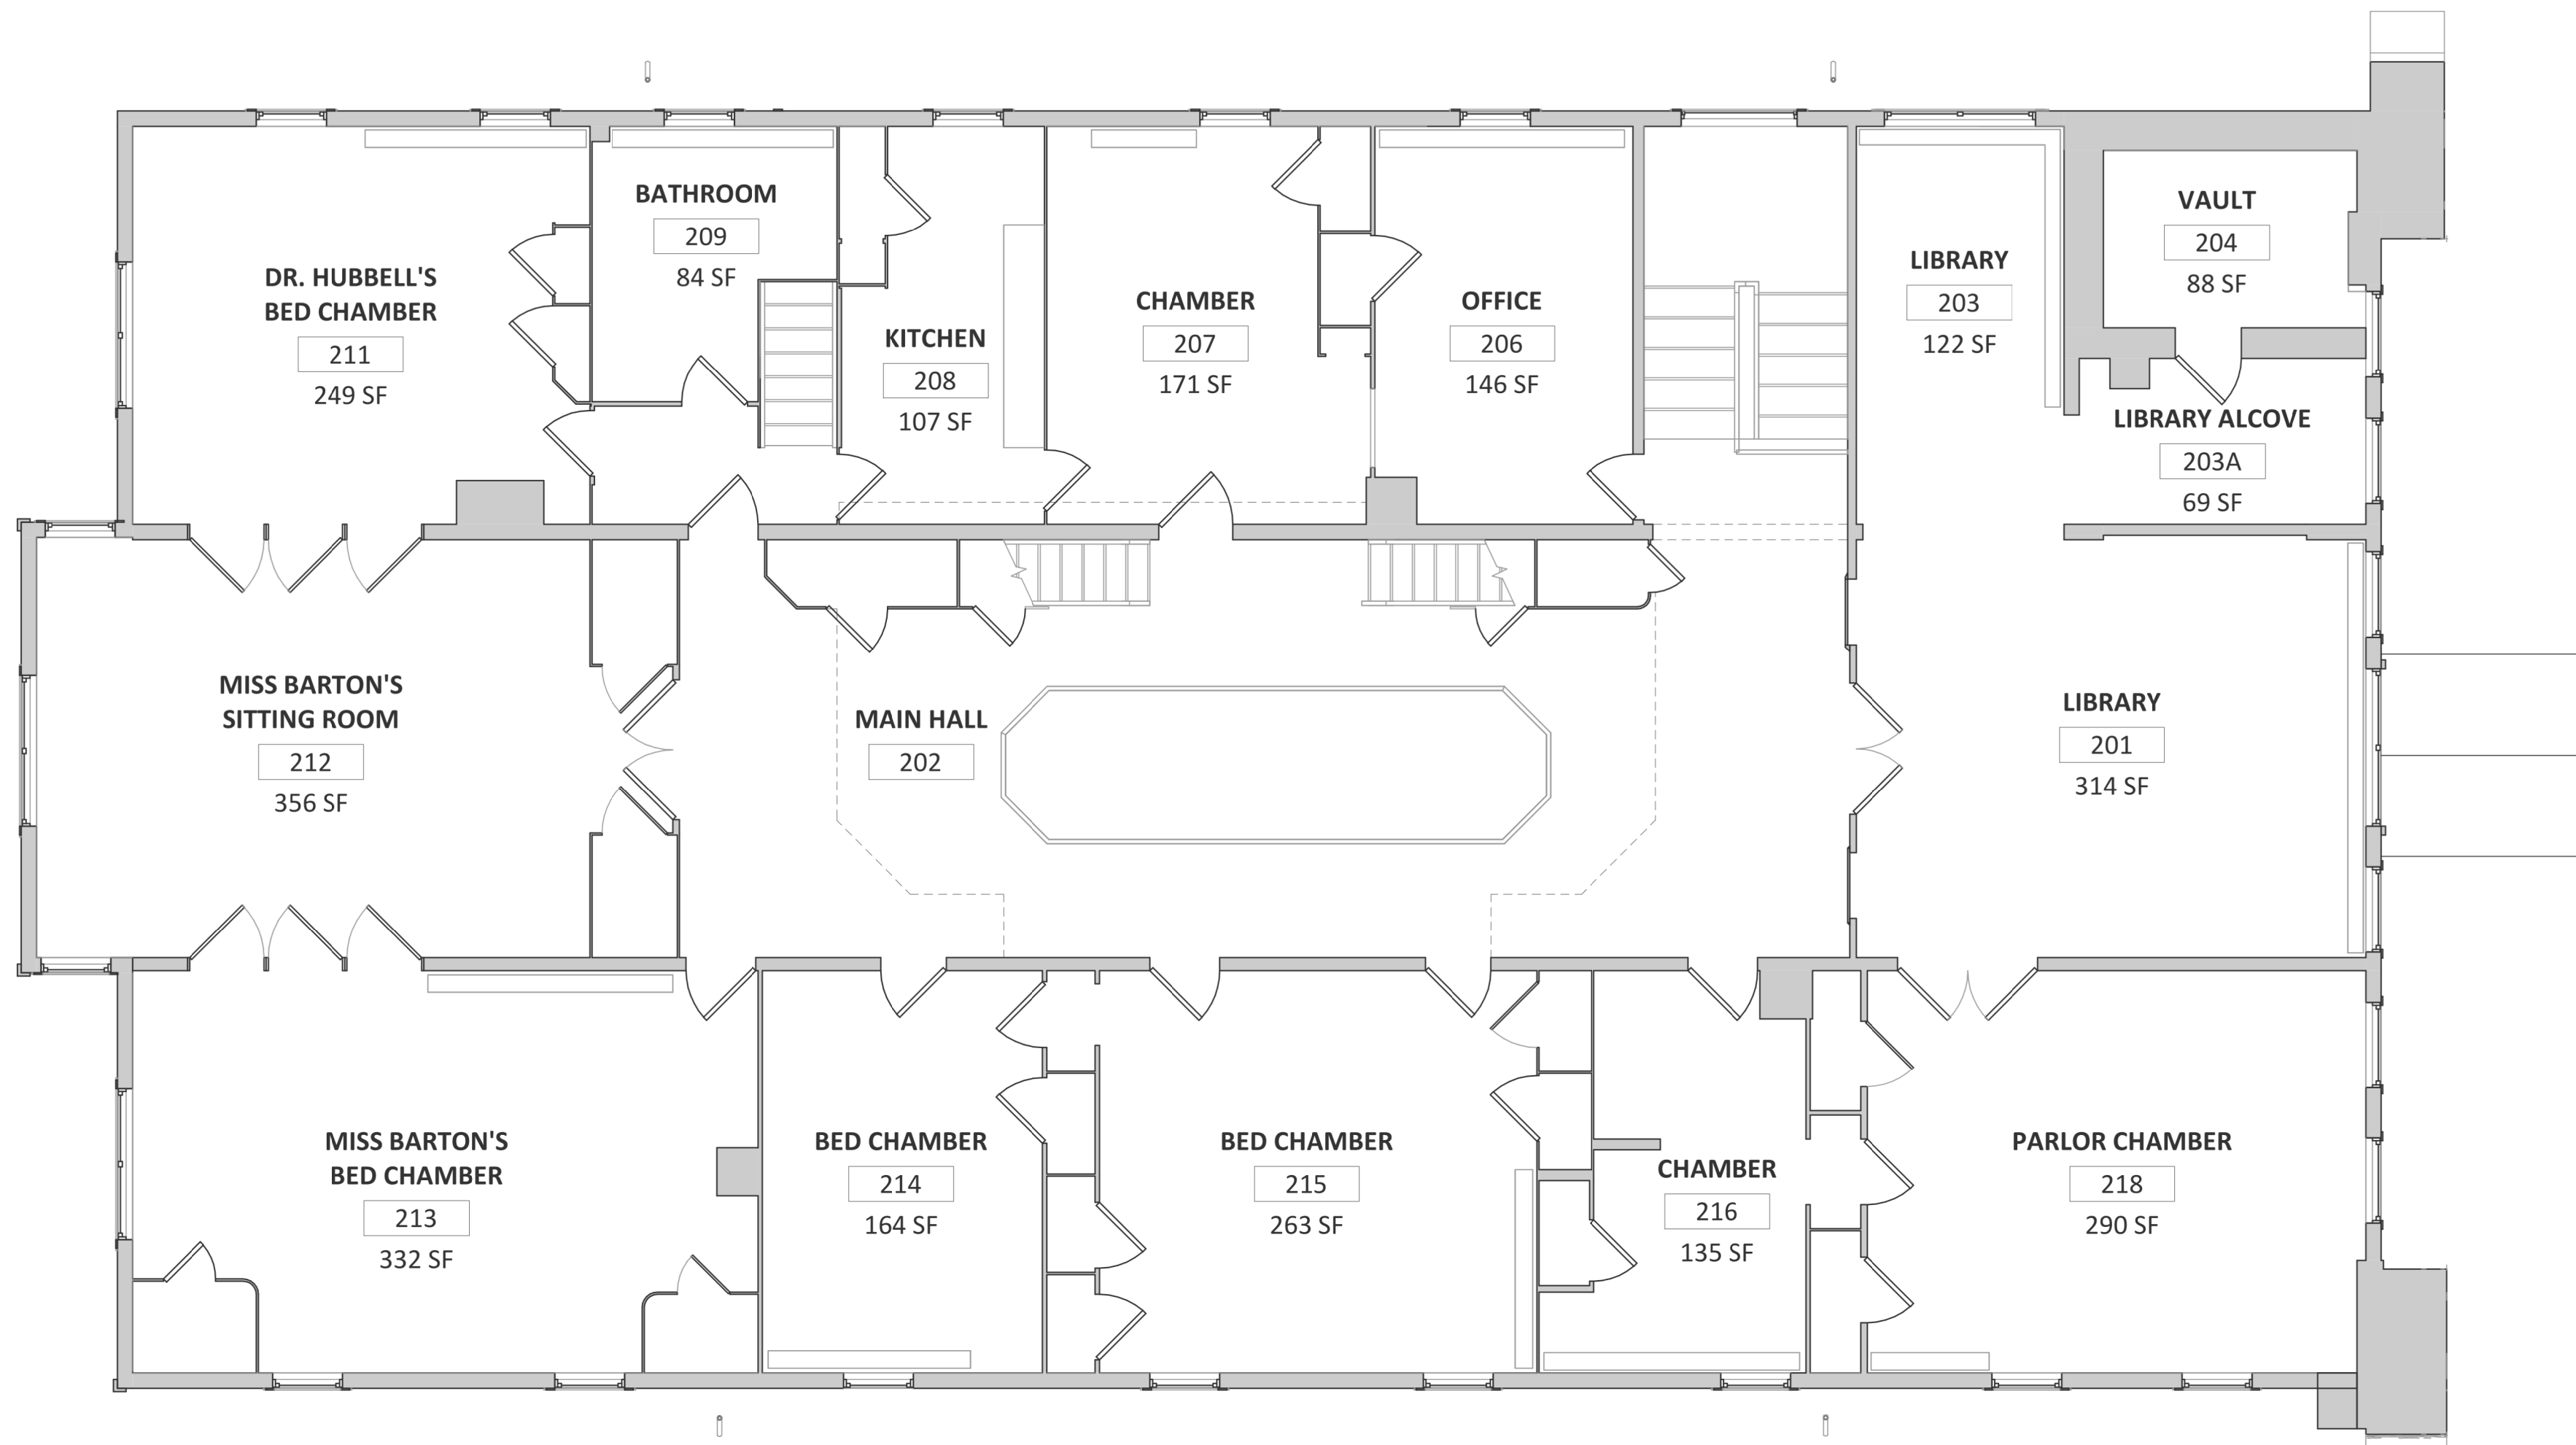 BATHROOM
209
84 SF
VAULT
204
88 SF
DR. HUBBELL'S
BED CHAMBER
211
249 SF
KITCHEN
208
107 SF
CHAMBER
207
171 SF
OFFICE
206
146 SF
LIBRARY
203
122 SF
LIBRARY ALCOVE
203A
69 SF
MISS BARTON'S
SITTING ROOM
212
356 SF
MAIN HALL
202
LIBRARY
201
314 SF
MISS BARTON'S
BED CHAMBER
213
332 SF
BED CHAMBER
214
164 SF
BED CHAMBER
215
263 SF
CHAMBER
216
135 SF
PARLOR CHAMBER
218
290 SF